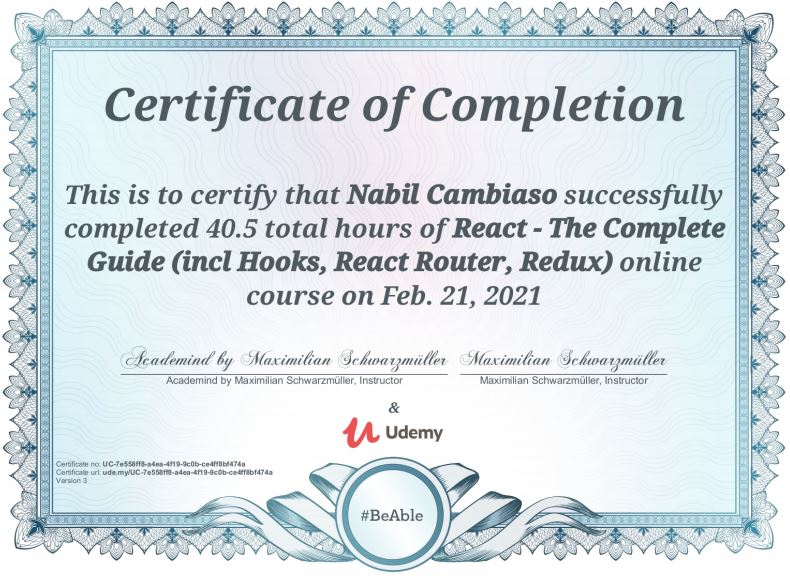 Certificate of Completion
This is to certify that Nabil Cambiaso successfully
completed 40.5 total hours of React - The Complete
Guide (incl Hooks, React Router, Redux) online
course on Feb. 21, 2021
Academind by Maximilian Schwarzmüller
Academind by Maximilian Schwarzmüller, Instructor
Maximilian Schwarzmüller
Maximilian Schwarzmüller, Instructor
&
Udemy
Certificate no: UC-7e558ff8-a4ea-4f19-9c0b-ce4ff8bf474a
Certificate url: ude.my/UC-7e558ff8-a4ea-4f19-9c0b-ce4ff8bf474a
Version 3
#BeAble